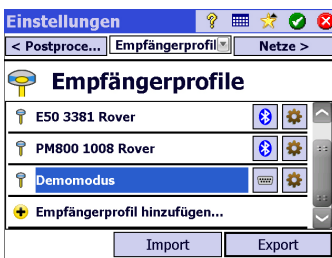 Einstellungen
< Postproce... Empfängerprofil Netze >
Empfängerprofile
E50 3381 Rover
PM800 1008 Rover
Demomodus
Empfängerprofil hinzufügen...
Import Export